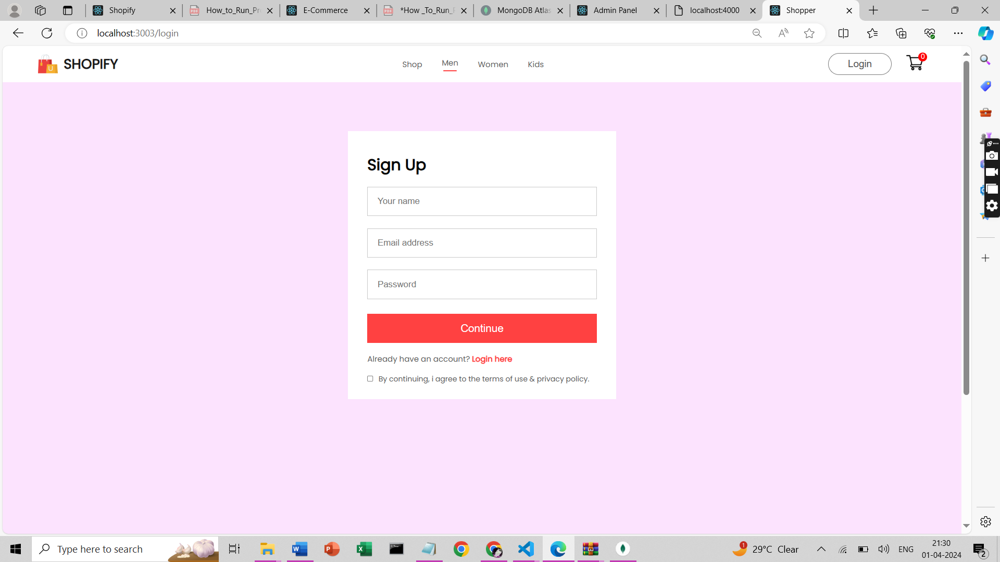 Shopify
How_to_Run_Pr
E-Commerce
*How _To_Run_
MongoDB Atlas
Admin Panel
localhost:4000
Shopper
localhost:3003/login
U SHOPIFY
Shop
Men
Women
Kids
Login
0
Sign Up
Your name
Email address
Password
Continue
Already have an account? Login here
By continuing, i agree to the terms of use & privacy policy.
Type here to search
1
29°C Clear
ENG
21:30
01-04-2024
2